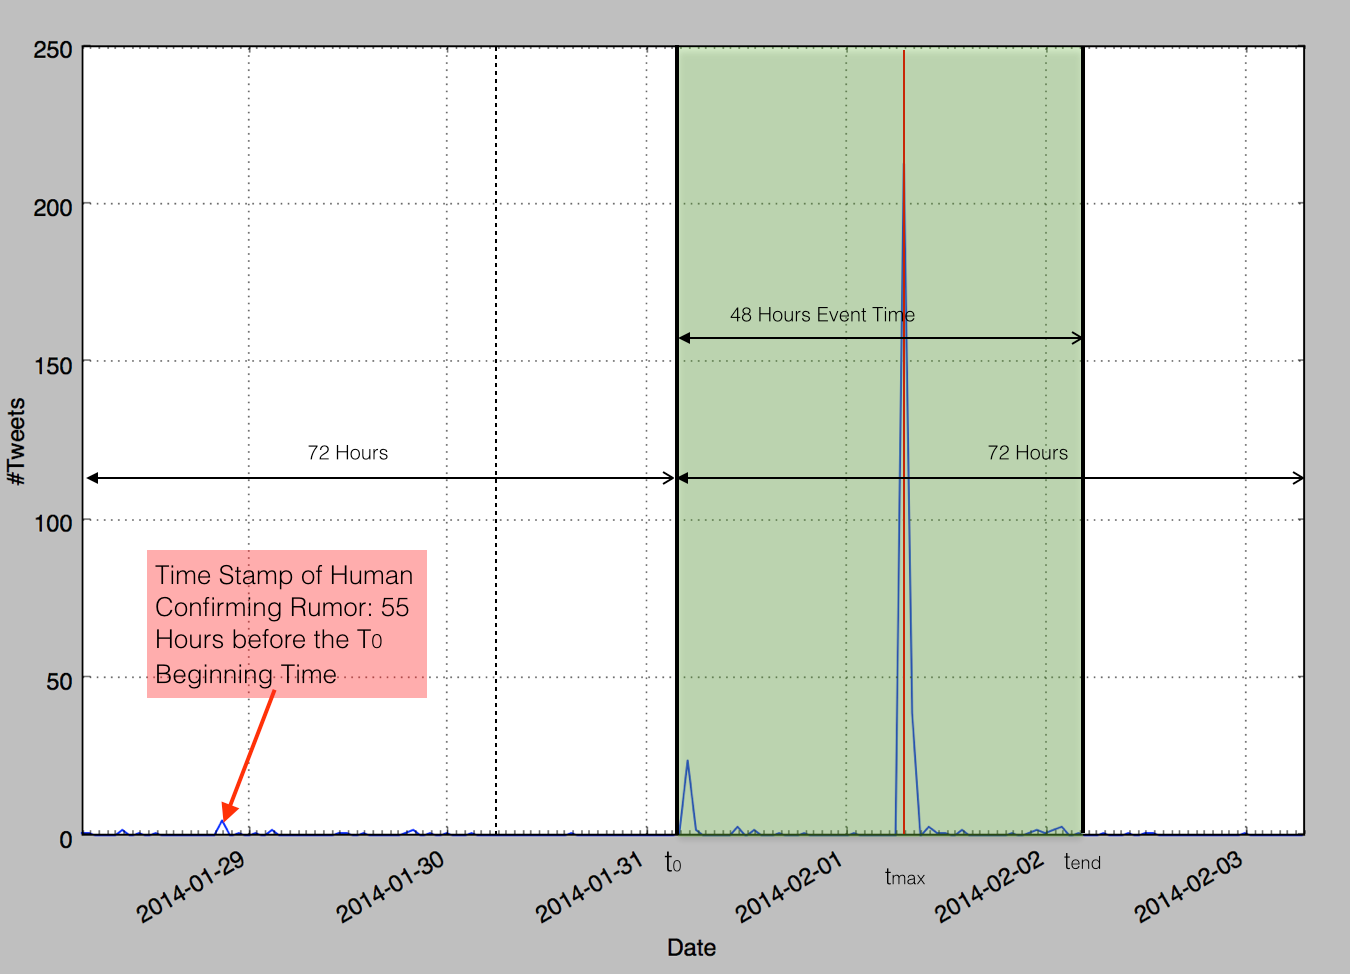 250
200
150
100
50
0
#Tweets
48 Hours Event Time
72 Hours
72 Hours
Time Stamp of Human
Confirming Rumor: 55
Hours before the T0
Beginning Time
2014-01-29
2014-01-30
2014-01-31
t0
2014-02-01
tmax
2014-02-02
tend
2014-02-03
Date